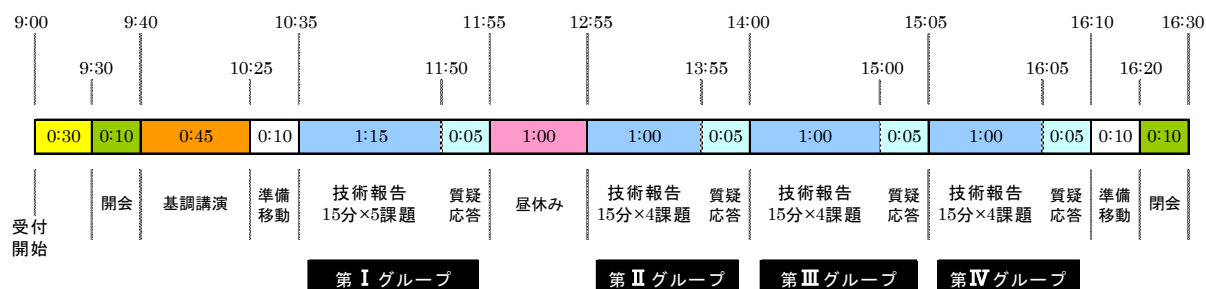 9:00 9:40 10:35 11:55 12:55 14:00 15:05 16:10 16:30
9:30 10:25 11:50 13:55 15:00 16:05 16:20
0:30 0:10 0:45 0:10 1:15 0:05 1:00 1:00 0:05 1:00 0:05 1:00 0:05 0:10 0:10
受付
開始
開会
基調講演
準備
移動
技術報告
15分×5課題
質疑
応答
昼休み
技術報告
15分×4課題
質疑
応答
技術報告
15分×4課題
質疑
応答
技術報告
15分×4課題
質疑
応答
準備
移動
閉会
第Ⅰグループ
第Ⅱグループ
第Ⅲグループ
第Ⅳグループ